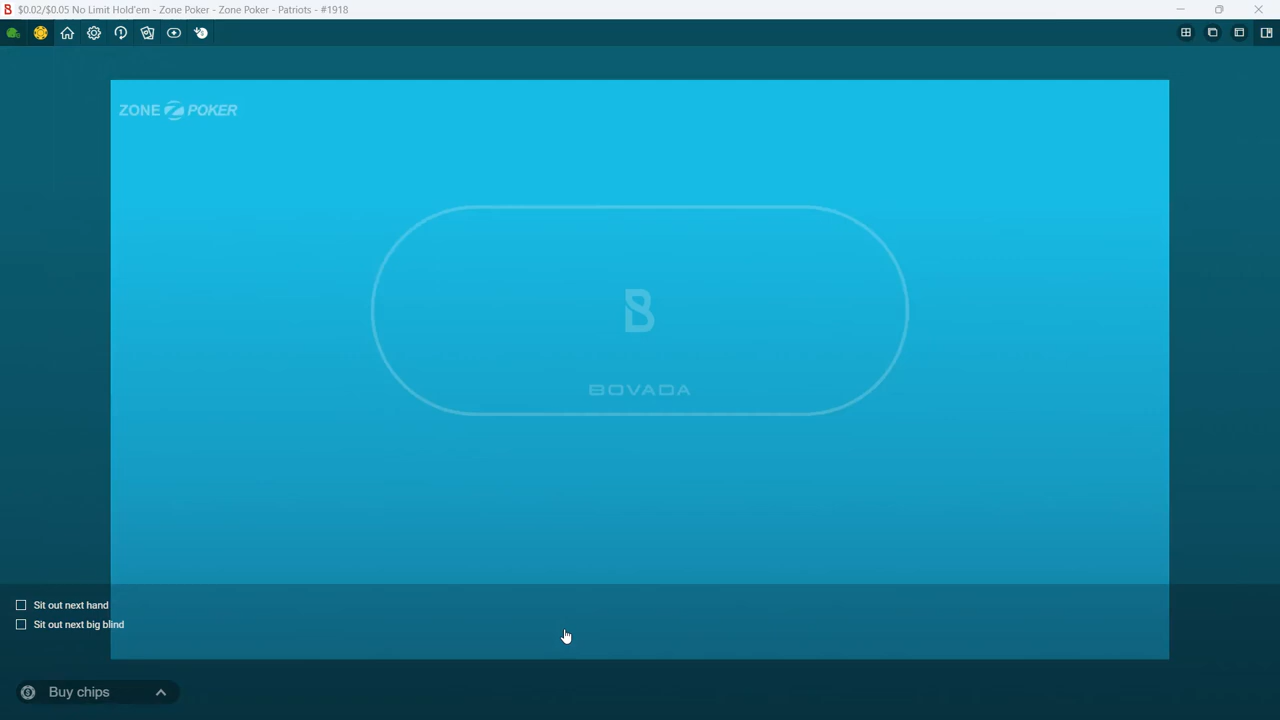 $0.02/$0.05 No Limit Hold'em - Zone Poker - Zone Poker - Patriots - #1918
ZONE POKER
BOVADA
Sit out next hand
Sit out next big blind
Buy chips